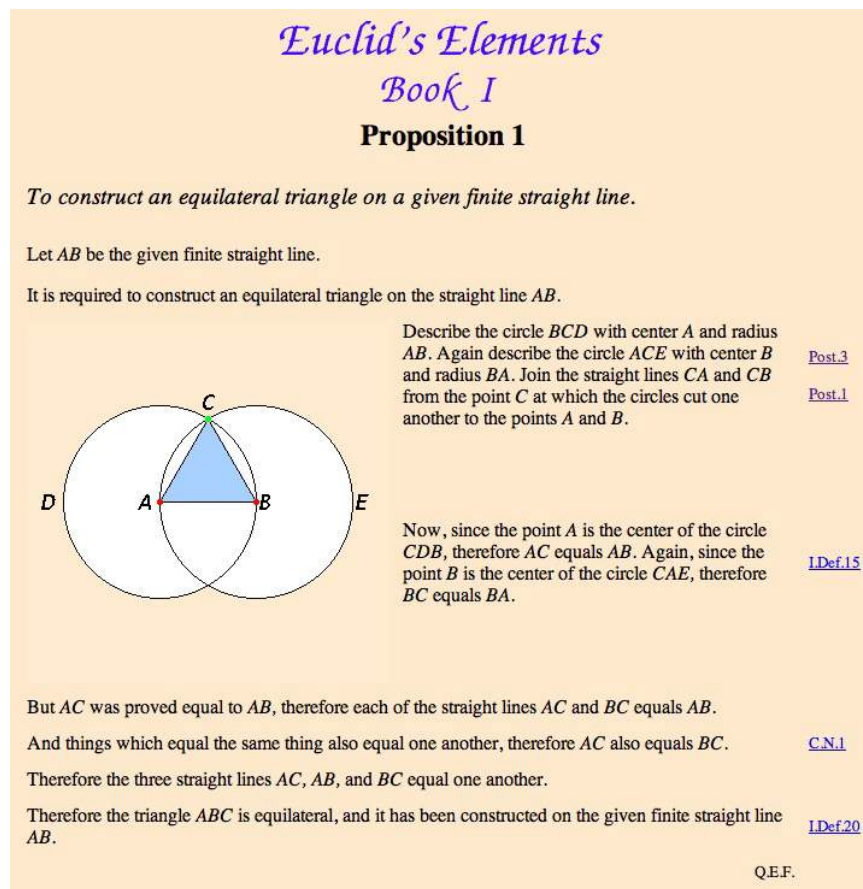 Euclid's Elements
Book I
Proposition 1
To construct an equilateral triangle on a given finite straight line.
Let AB be the given finite straight line.
It is required to construct an equilateral triangle on the straight line AB.
Describe the circle BCD with center A and radius
AB. Again describe the circle ACE with center B
and radius BA. Join the straight lines CA and CB
from the point C at which the circles cut one
another to the points A and B.
Post.3
Post.1
C
D
A
B
E
Now, since the point A is the center of the circle
CDB, therefore AC equals AB. Again, since the
point B is the center of the circle CAE, therefore
BC equals BA.
I.Def.15
But AC was proved equal to AB, therefore each of the straight lines AC and BC equals AB.
And things which equal the same thing also equal one another, therefore AC also equals BC.
C.N.1
Therefore the three straight lines AC, AB, and BC equal one another.
Therefore the triangle ABC is equilateral, and it has been constructed on the given finite straight line
AB.
I.Def.20
Q.E.F.